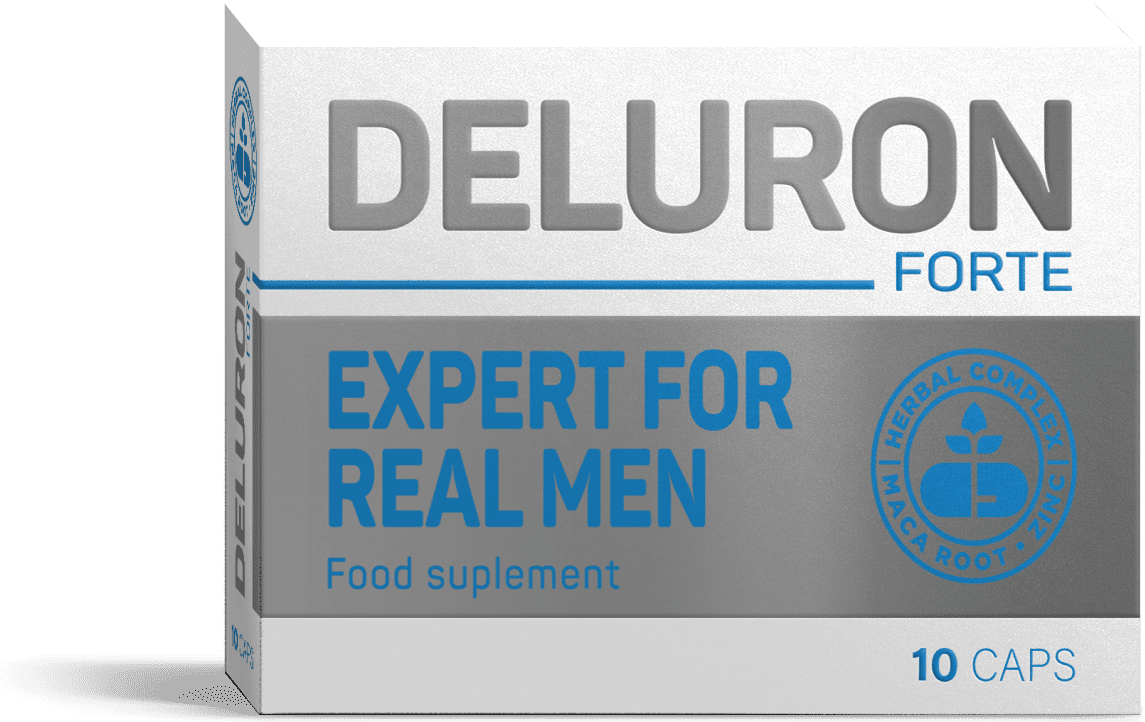 DELURON
FORTE
EXPERT FOR
REAL MEN
Food suplement
HERBAL COMPLEX
MACA ROOT • ZINC
10 CAPS
DELURON
FORTE
10 CAPS